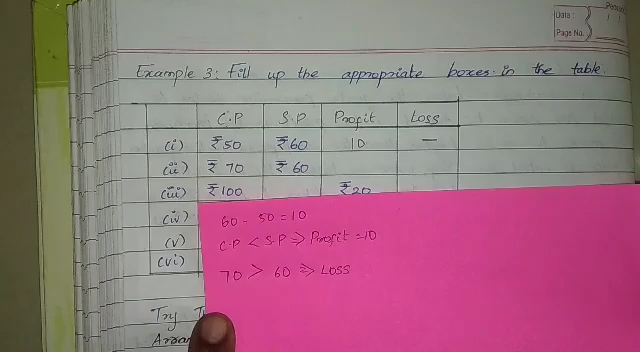 Date :
Page No.
Example 3: Fill up the appropriate boxes in the table.
C.P S.P Profit Loss
(i) ₹50 ₹60 10 —
(ii) ₹ 70 ₹ 60
(iii) ₹100 ₹20
(iv)
(v)
(vi)
60 - 50 = 10
C.P < S.P ⇒ Profit = 10
70 > 60 ⇒ Loss
Try